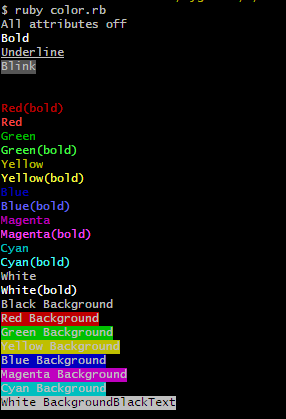 $ ruby color.rb
All attributes off
Bold
Underline
Blink
Red(bold)
Red
Green
Green(bold)
Yellow
Yellow(bold)
Blue
Blue(bold)
Magenta
Magenta(bold)
Cyan
Cyan(bold)
White
White(bold)
Black Background
Red Background
Green Background
Yellow Background
Blue Background
Magenta Background
Cyan Background
White BackgroundBlackText